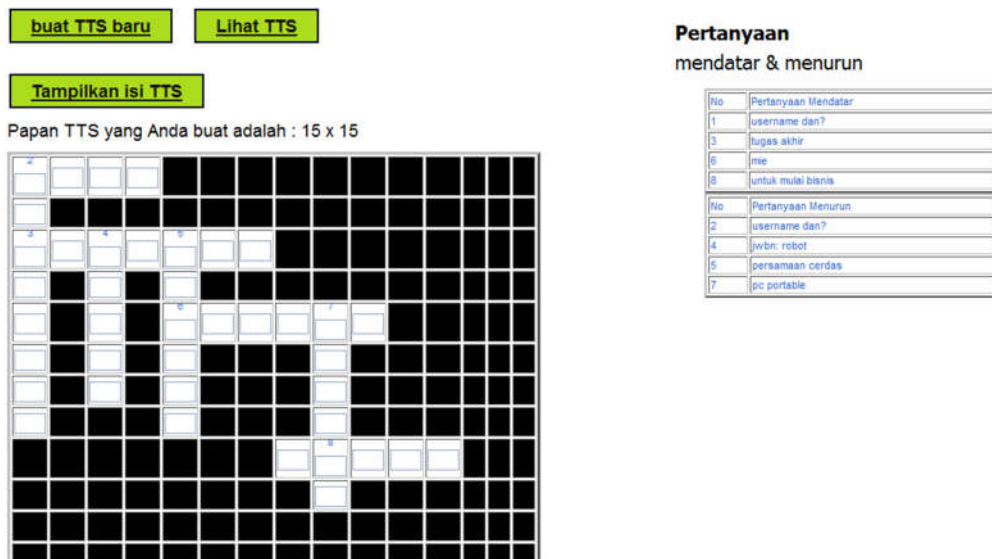 buat TTS baru Lihat TTS
Tampilkan isi TTS
Papan TTS yang Anda buat adalah : 15 x 15
2
3 4 5
6 7
8
Pertanyaan
mendatar & menurun
No Pertanyaan Mendatar
1 username dan?
3 tugas akhir
6 mie
8 untuk mulai bisnis
No Pertanyaan Menurun
2 username dan?
4 jwbn: robot
5 persamaan cerdas
7 pc portable